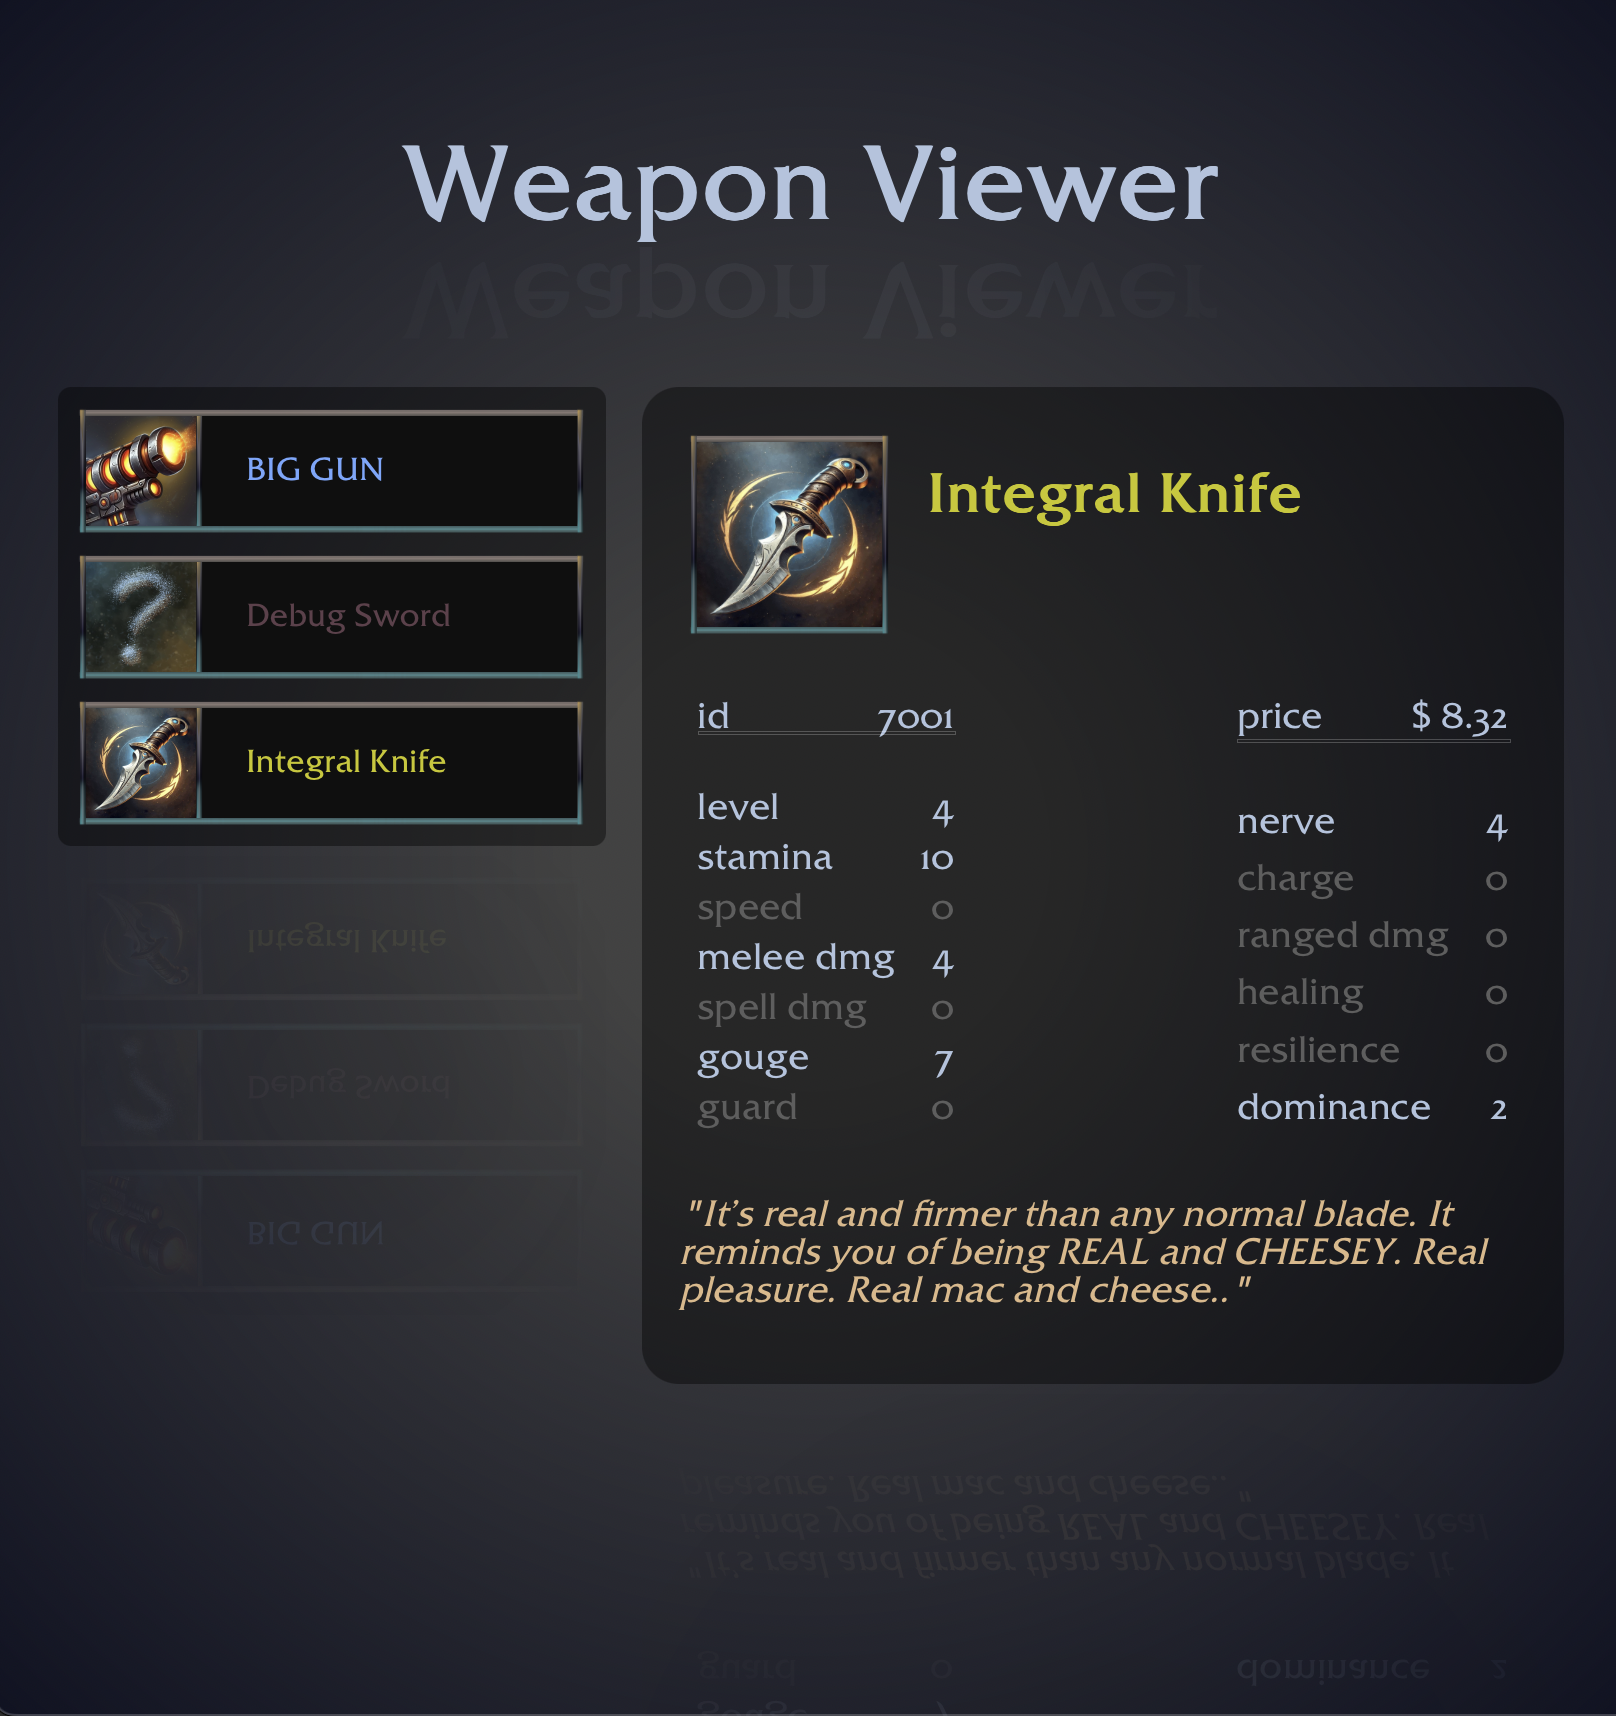 Weapon Viewer
BIG GUN
Debug Sword
Integral Knife
Integral Knife
id 7001
price $ 8.32
level 4
stamina 10
speed 0
melee dmg 4
spell dmg 0
gouge 7
guard 0
nerve 4
charge 0
ranged dmg 0
healing 0
resilience 0
dominance 2
"It's real and firmer than any normal blade. It
reminds you of being REAL and CHEESEY. Real
pleasure. Real mac and cheese.. "